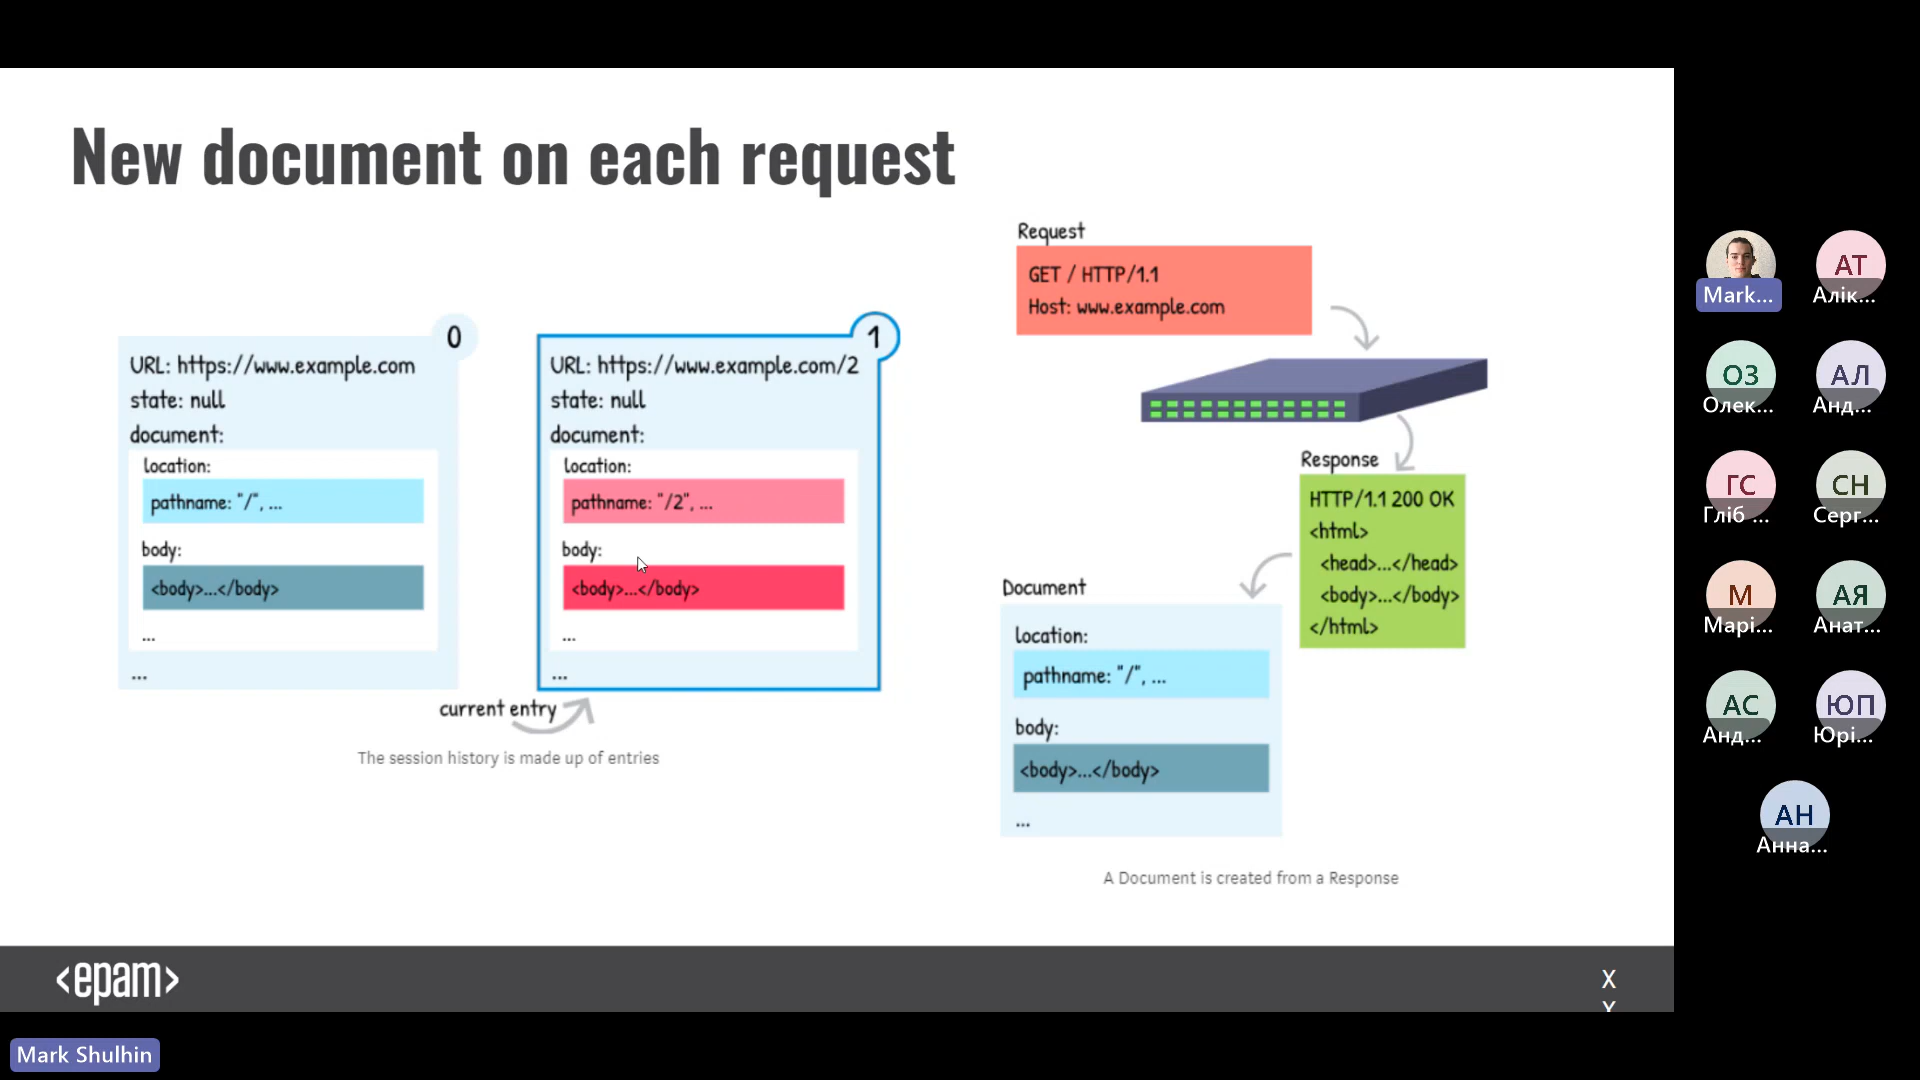 New document on each request
0
URL: https://www.example.com
state: null
document:
location:
pathname: "/", ...
body:
<body>...</body>
...
...
1
URL: https://www.example.com/2
state: null
document:
location:
pathname: "/2", ...
body:
<body>...</body>
...
...
current entry
The session history is made up of entries
Request
GET / HTTP/1.1
Host: www.example.com
Response
HTTP/1.1 200 OK
<html>
<head>...</head>
<body>...</body>
</html>
Document
location:
pathname: "/", ...
body:
<body>...</body>
...
A Document is created from a Response
<epam>
X
Y
Mark Shulhin
Mark...
АТ
Алік...
ОЗ
Олек...
АЛ
Анд...
ГС
Гліб ...
СН
Серг...
М
Марі...
АЯ
Анат...
АС
Анд...
ЮП
Юрі...
АН
Анна...